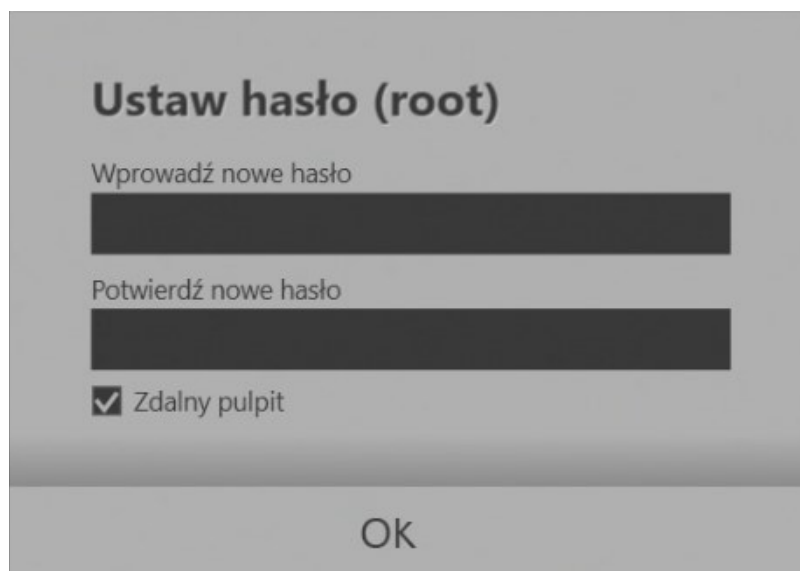 Ustaw hasło (root)
Wprowadź nowe hasło
Potwierdź nowe hasło
Zdalny pulpit
OK